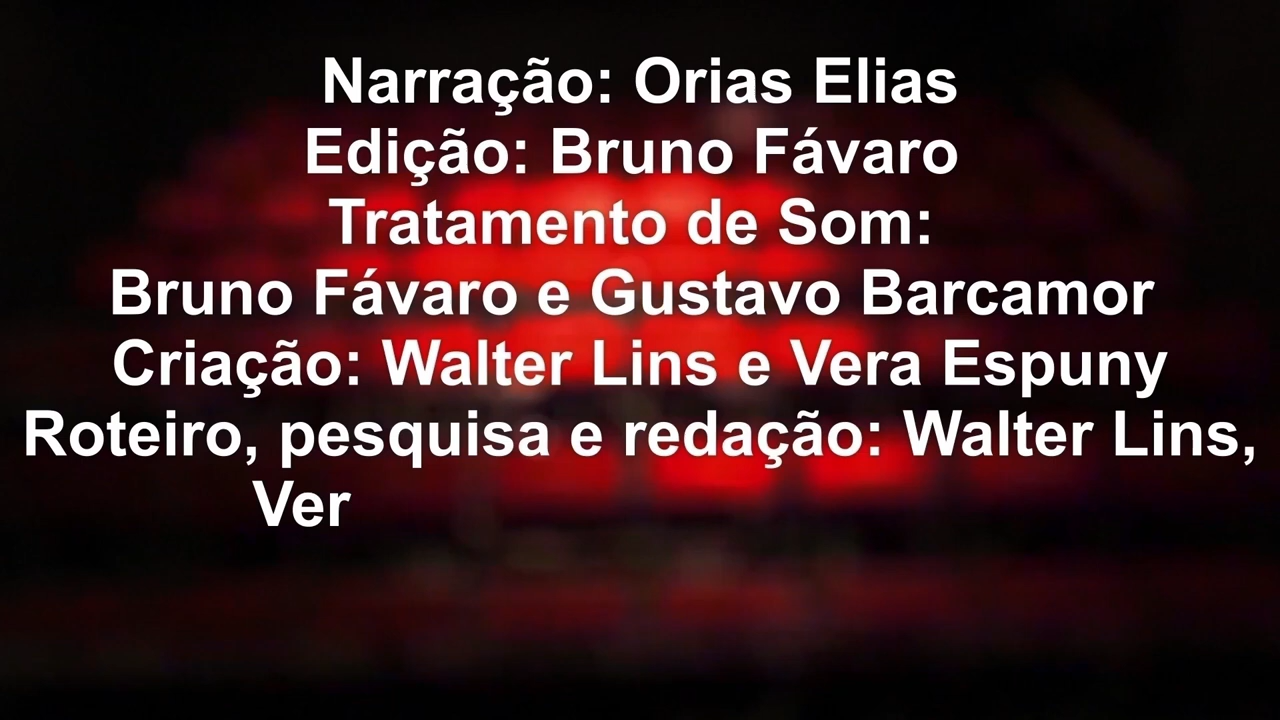 Narração: Orias Elias
Edição: Bruno Fávaro
Tratamento de Som:
Bruno Fávaro e Gustavo Barcamor
Criação: Walter Lins e Vera Espuny
Roteiro, pesquisa e redação: Walter Lins,
Ver